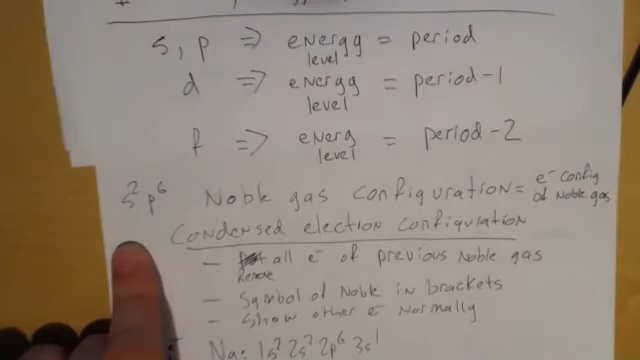 s, p => eNergy level = period
d => eNergy level = period-1
f => eNerg level = period-2
s² p⁶ Noble gas configuration = e⁻ config of Noble gas
Condensed election configuration
- Remove all e⁻ of previous Noble gas
- Symbol of Noble in brackets
- Show other e⁻ Normally
Na: 1s² 2s² 2p⁶ 3s¹